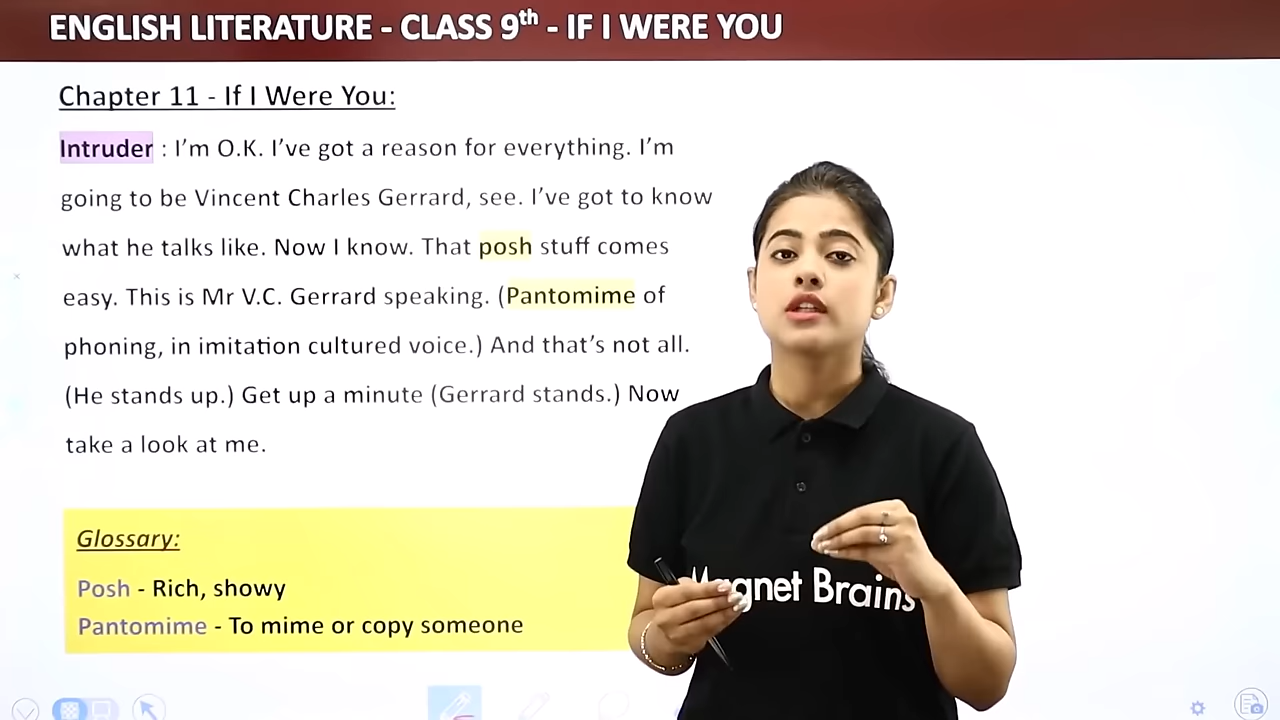 ENGLISH LITERATURE - CLASS 9th - IF I WERE YOU
Chapter 11 - If I Were You:
Intruder : I'm O.K. I've got a reason for everything. I'm
going to be Vincent Charles Gerrard, see. I've got to know
what he talks like. Now I know. That posh stuff comes
easy. This is Mr V.C. Gerrard speaking. (Pantomime of
phoning, in imitation cultured voice.) And that's not all.
(He stands up.) Get up a minute (Gerrard stands.) Now
take a look at me.
Glossary:
Posh - Rich, showy
Pantomime - To mime or copy someone
Magnet Brains